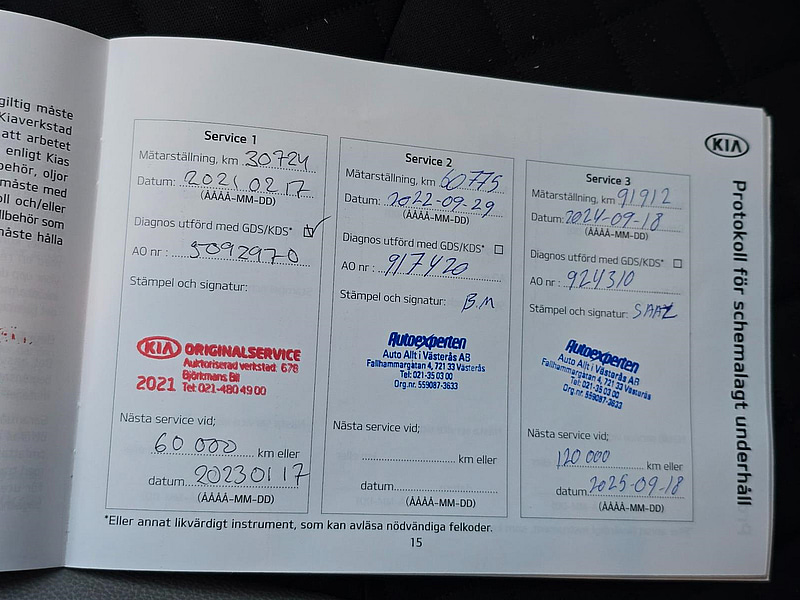 giltig måste
Kiaverkstad
att arbetet
enligt Kias
behör, oljor
måste med
oll och/eller
llbehör som
måste hålla
KIA
Protokoll för schemalagt underhåll
Service 1
Mätarställning, km 30724
Datum: 2021 02 17
(ÅÅÅÅ-MM-DD)
Diagnos utförd med GDS/KDS*
AO nr : 5092970
Stämpel och signatur:
KIA ORIGINALSERVICE
Auktoriserad verkstad: 678
Björkmans Bil
2021 Tel: 021-480 49 00
Nästa service vid;
60 000 km eller
datum 2023 01 17
(ÅÅÅÅ-MM-DD)
Service 2
Mätarställning, km 60775
Datum: 2022-09-29
(ÅÅÅÅ-MM-DD)
Diagnos utförd med GDS/KDS*
AO nr : 917420
Stämpel och signatur: B.M
Autoexperten
Auto Allt i Västerås AB
Fallhammargatan 4, 721 33 Västerås
Tel: 021-35 03 00
Org.nr. 559087-3633
Nästa service vid;
km eller
datum
(ÅÅÅÅ-MM-DD)
Service 3
Mätarställning, km 91912
Datum: 2024-09-18
(ÅÅÅÅ-MM-DD)
Diagnos utförd med GDS/KDS*
AO nr : 924310
Stämpel och signatur:
Autoexperten
Auto Allt i Västerås AB
Fallhammargatan 4, 721 33 Västerås
Tel: 021-35 03 00
Org.nr. 559087-3633
Nästa service vid;
120 000 km eller
datum 2025-09-18
(ÅÅÅÅ-MM-DD)
*Eller annat likvärdigt instrument, som kan avläsa nödvändiga felkoder.
15